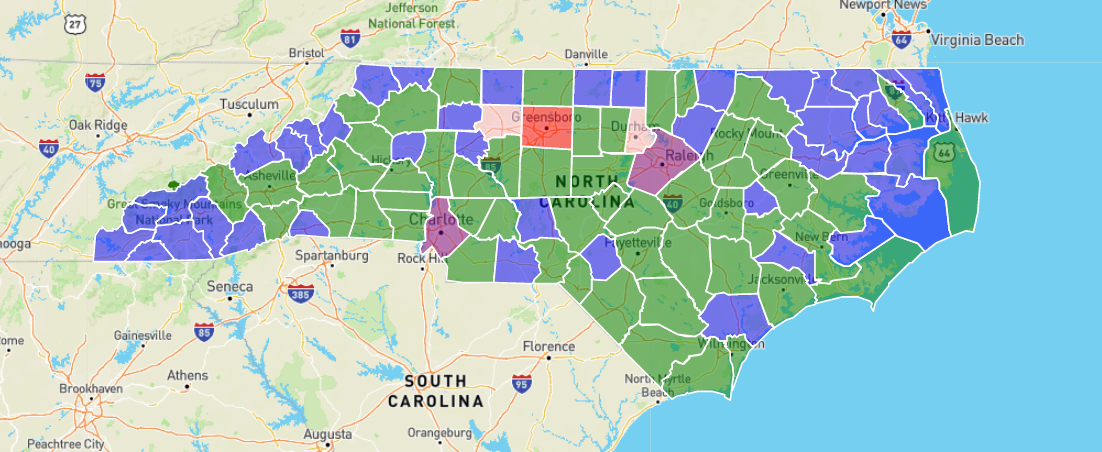 Newport News
Jefferson
National Forest
27
81
64
Virginia Beach
Bristol
Danville
75
Tusculum
Oak Ridge
Greensboro
Durham
Rocky Mount
Kitty Hawk
40
Hickory
85
Raleigh
64
Asheville
NORTH
CAROLINA
Greenville
Great Smoky Mountains
National Park
40
Goldsboro
Charlotte
Fayetteville
New Bern
Spartanburg
Rock Hill
Jacksonville
Seneca
385
Gainesville
85
Wilmington
Florence
Athens
SOUTH
CAROLINA
95
North Myrtle
Beach
Brookhaven
Augusta
Orangeburg
Peachtree City